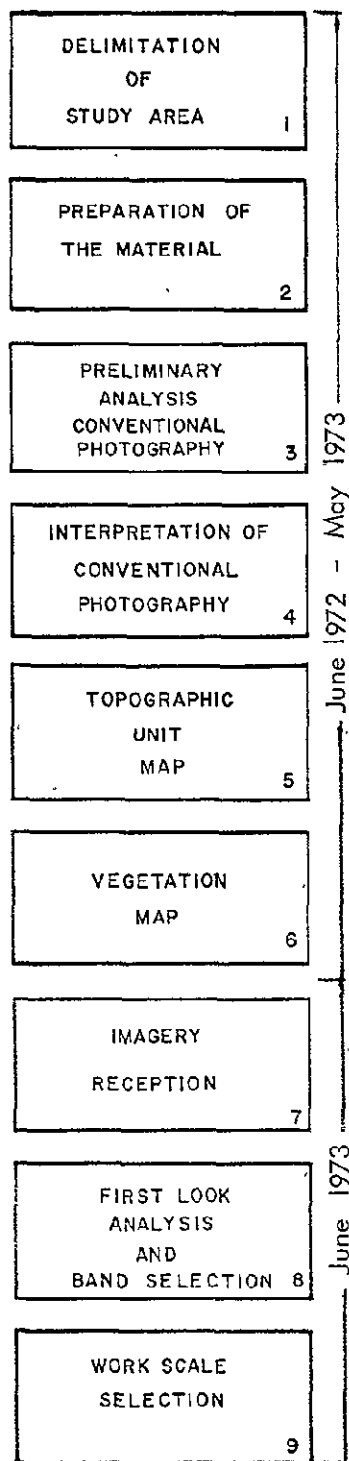 DELIMITATION
OF
STUDY AREA
1
PREPARATION OF
THE MATERIAL
2
PRELIMINARY
ANALYSIS
CONVENTIONAL
PHOTOGRAPHY
3
INTERPRETATION OF
CONVENTIONAL
PHOTOGRAPHY
4
TOPOGRAPHIC
UNIT
MAP
5
VEGETATION
MAP
6
June 1972 - May 1973
IMAGERY
RECEPTION
7
FIRST LOOK
ANALYSIS
AND
BAND SELECTION 8
WORK SCALE
SELECTION
9
June 1973